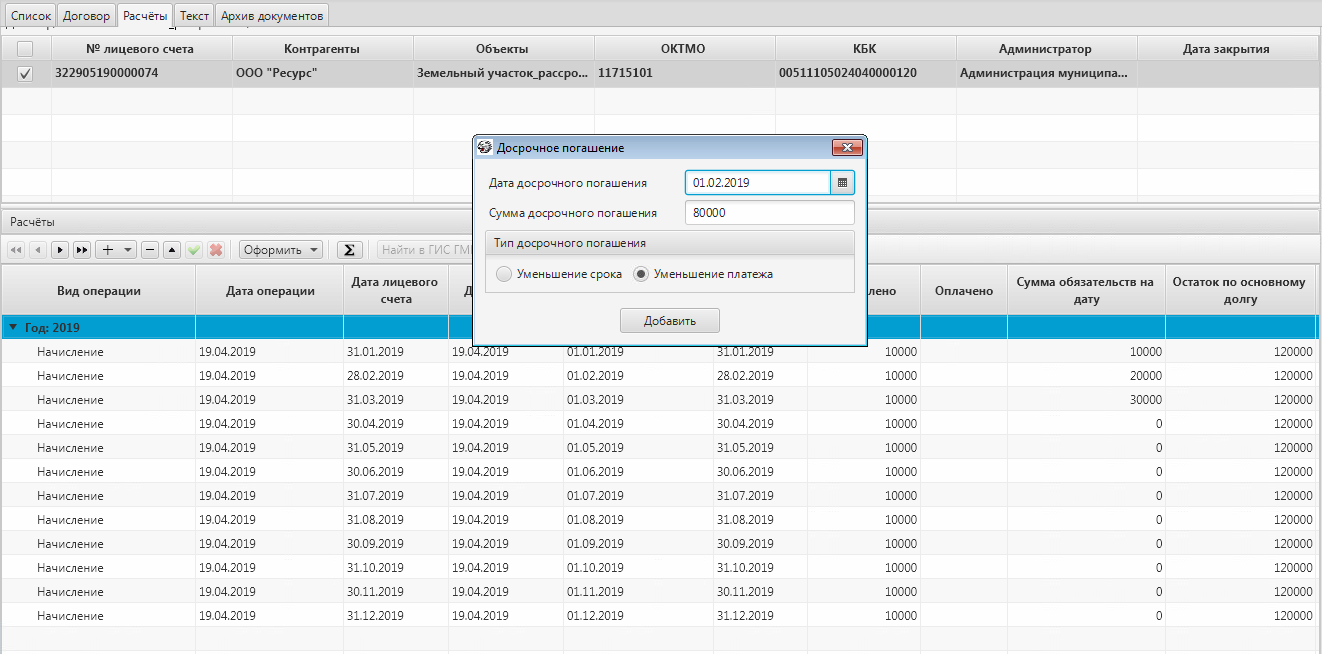 Список Договор Расчёты Текст Архив документов
№ лицевого счета Контрагенты Объекты ОКТМО КБК Администратор Дата закрытия
322905190000074 ООО "Ресурс" Земельный участок_рассро... 11715101 00511105024040000120 Администрация муниципа...
Досрочное погашение
Дата досрочного погашения 01.02.2019
Сумма досрочного погашения 80000
Тип досрочного погашения
Уменьшение срока Уменьшение платежа
Добавить
Расчёты
Оформить Σ Найти в ГИС ГМ
Вид операции Дата операции Дата лицевого счета Д лено Оплачено Сумма обязательств на дату Остаток по основному долгу
Год: 2019
Начисление 19.04.2019 31.01.2019 19.04.2019 01.01.2019 31.01.2019 10000 10000 120000
Начисление 19.04.2019 28.02.2019 19.04.2019 01.02.2019 28.02.2019 10000 20000 120000
Начисление 19.04.2019 31.03.2019 19.04.2019 01.03.2019 31.03.2019 10000 30000 120000
Начисление 19.04.2019 30.04.2019 19.04.2019 01.04.2019 30.04.2019 10000 0 120000
Начисление 19.04.2019 31.05.2019 19.04.2019 01.05.2019 31.05.2019 10000 0 120000
Начисление 19.04.2019 30.06.2019 19.04.2019 01.06.2019 30.06.2019 10000 0 120000
Начисление 19.04.2019 31.07.2019 19.04.2019 01.07.2019 31.07.2019 10000 0 120000
Начисление 19.04.2019 31.08.2019 19.04.2019 01.08.2019 31.08.2019 10000 0 120000
Начисление 19.04.2019 30.09.2019 19.04.2019 01.09.2019 30.09.2019 10000 0 120000
Начисление 19.04.2019 31.10.2019 19.04.2019 01.10.2019 31.10.2019 10000 0 120000
Начисление 19.04.2019 30.11.2019 19.04.2019 01.11.2019 30.11.2019 10000 0 120000
Начисление 19.04.2019 31.12.2019 19.04.2019 01.12.2019 31.12.2019 10000 0 120000